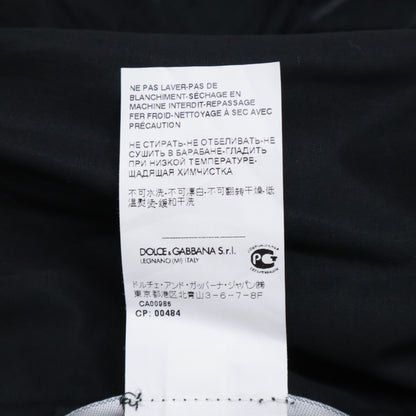 NE PAS LAVER-PAS DE
BLANCHIMENT-SÉCHAGE EN
MACHINE INTERDIT-REPASSAGE
FER FROID-NETTOYAGE À SEC AVEC
PRÉCAUTION
НЕ СТИРАТЬ-НЕ ОТБЕЛИВАТЬ-НЕ
СУШИТЬ В БАРАБАНЕ-ГЛАДИТЬ
ПРИ НИЗКОЙ ТЕМПЕРАТУРЕ-
ЩАДЯЩАЯ ХИМЧИСТКА
不可水洗-不可漂白-不可翻转干燥-低
温熨烫-缓和干洗
DOLCE & GABBANA S.r.l.
LEGNANO (MI) ITALY
ドルチェ・アンド・ガッバーナ・ジャパン㈱
東京都港区北青山3-6-7-8F
CA00986
CP: 00484